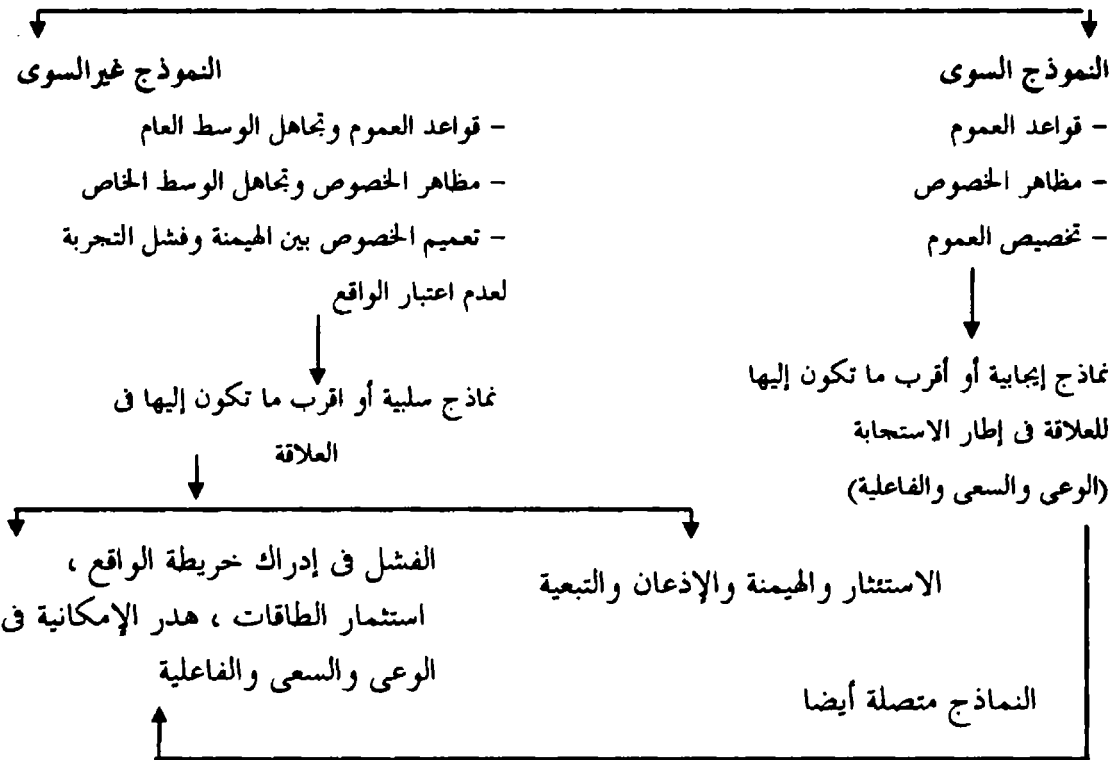 النموذج السوى
- قواعد العموم
- مظاهر الخصوص
- تخصيص العموم
نماذج إيجابية أو أقرب ما تكون إليها
للعلاقة فى إطار الاستجابة
(الوعى والسعى والفاعلية)
النموذج غيرالسوى
- قواعد العموم وتجاهل الوسط العام
- مظاهر الخصوص وتجاهل الوسط الخاص
- تعميم الخصوص بين الهيمنة وفشل التجربة
لعدم اعتبار الواقع
نماذج سلبية أو اقرب ما تكون إليها فى
العلاقة
الاستئثار والهيمنة والإذعان والتبعية
الفشل فى إدراك خريطة الواقع ،
استثمار الطاقات ، هدر الإمكانية فى
الوعى والسعى والفاعلية
النماذج متصلة أيضا